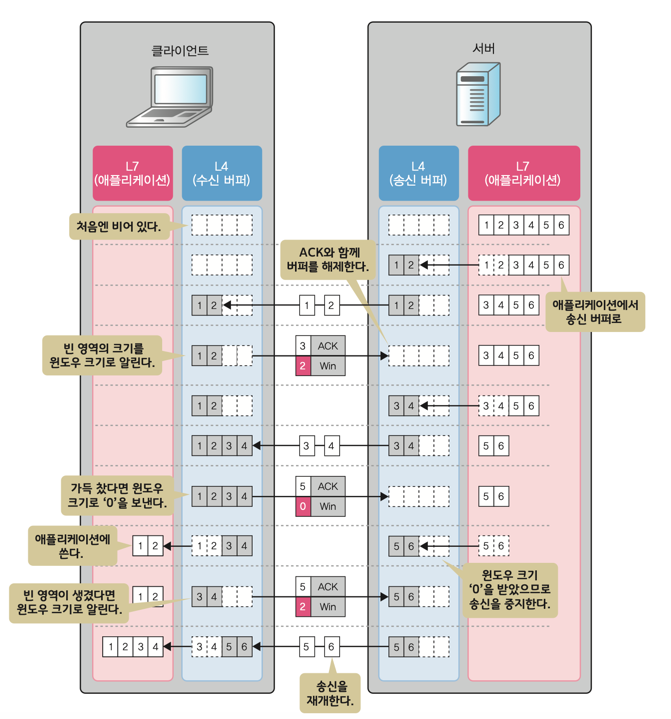 클라이언트
서버
L7
(애플리케이션)
L4
(수신 버퍼)
L4
(송신 버퍼)
L7
(애플리케이션)
처음엔 비어 있다.
1 2 3 4 5 6
ACK와 함께
버퍼를 해제한다.
1 2
1 2 3 4 5 6
애플리케이션에서
송신 버퍼로
1 2
1 2
1 2
3 4 5 6
빈 영역의 크기를
윈도우 크기로 알린다.
1 2
3 ACK
2 Win
3 4 5 6
1 2
3 4
3 4 5 6
1 2 3 4
3 4
3 4
5 6
가득 찼다면 윈도우
크기로 ‘0’을 보낸다.
1 2 3 4
5 ACK
0 Win
5 6
애플리케이션에
쓴다.
1 2
1 2 3 4
5 6
5 6
윈도우 크기
‘0’을 받았으므로
송신을 중지한다.
빈 영역이 생겼다면
윈도우 크기로 알린다.
1 2
3 4
5 ACK
2 Win
5 6
1 2 3 4
3 4 5 6
5 6
5 6
송신을
재개한다.